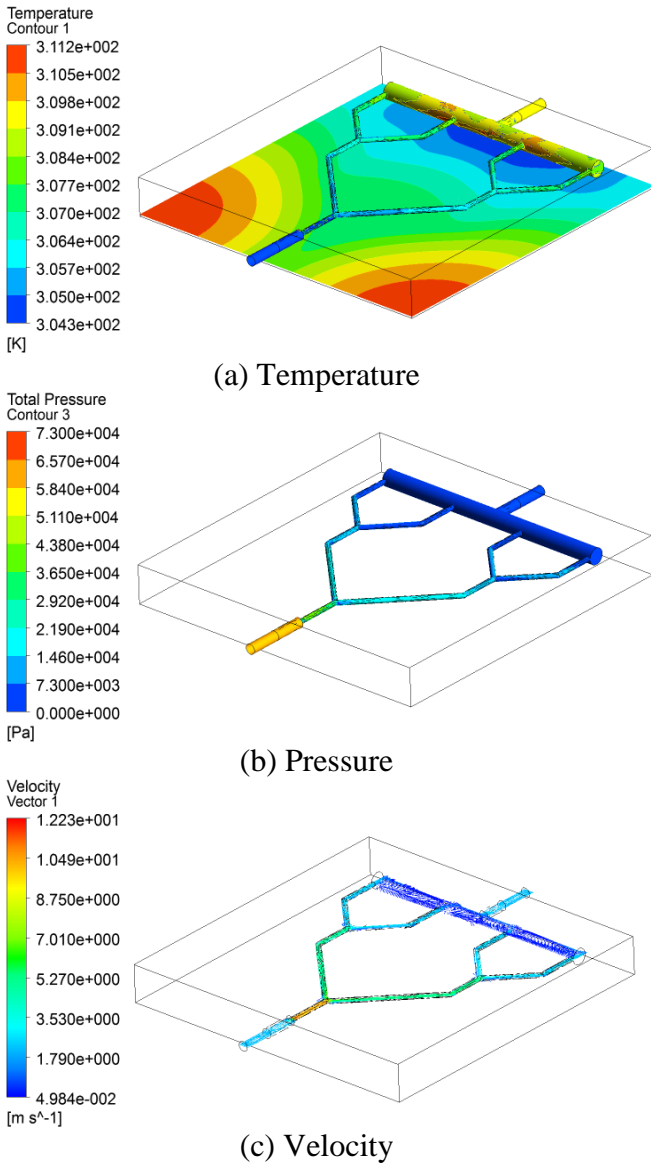 Temperature
Contour 1
3.112e+002
3.105e+002
3.098e+002
3.091e+002
3.084e+002
3.077e+002
3.070e+002
3.064e+002
3.057e+002
3.050e+002
3.043e+002
[K]
(a) Temperature
Total Pressure
Contour 3
7.300e+004
6.570e+004
5.840e+004
5.110e+004
4.380e+004
3.650e+004
2.920e+004
2.190e+004
1.460e+004
7.300e+003
0.000e+000
[Pa]
(b) Pressure
Velocity
Vector 1
1.223e+001
1.049e+001
8.750e+000
7.010e+000
5.270e+000
3.530e+000
1.790e+000
4.984e-002
[m s^-1]
(c) Velocity